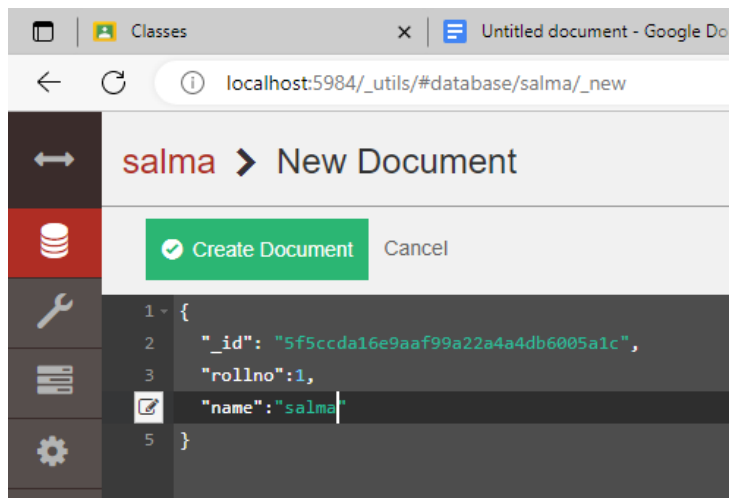 Classes
Untitled document - Google Do
localhost:5984/_utils/#database/salma/_new
salma > New Document
Create Document Cancel
1 {
2 "_id": "5f5ccda16e9aaf99a22a4a4db6005a1c",
3 "rollno":1,
"name":"salma"
5 }